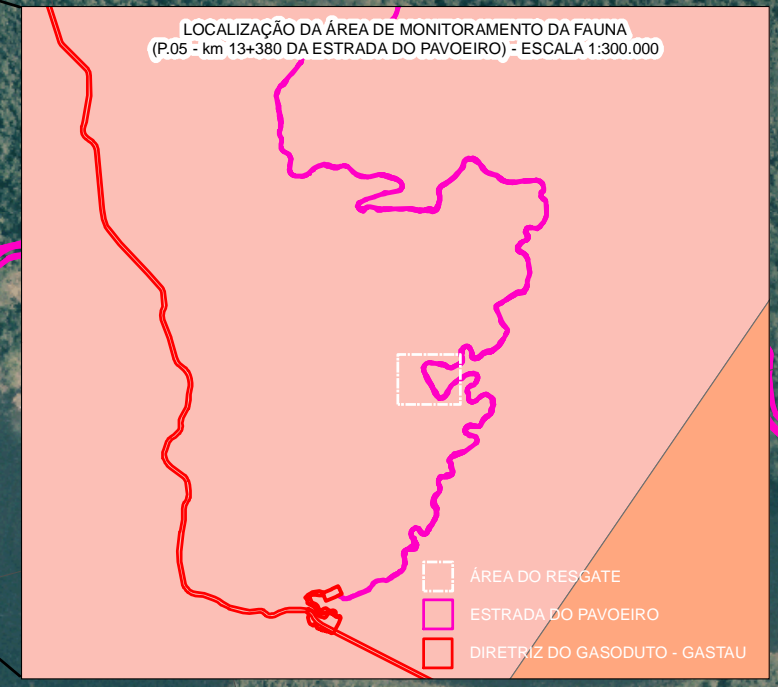 LOCALIZAÇÃO DA ÁREA DE MONITORAMENTO DA FAUNA
(P.05 - km 13+380 DA ESTRADA DO PAVOEIRO) - ESCALA 1:300.000
ÁREA DO RESGATE
ESTRADA DO PAVOEIRO
DIRETRIZ DO GASODUTO - GASTAU